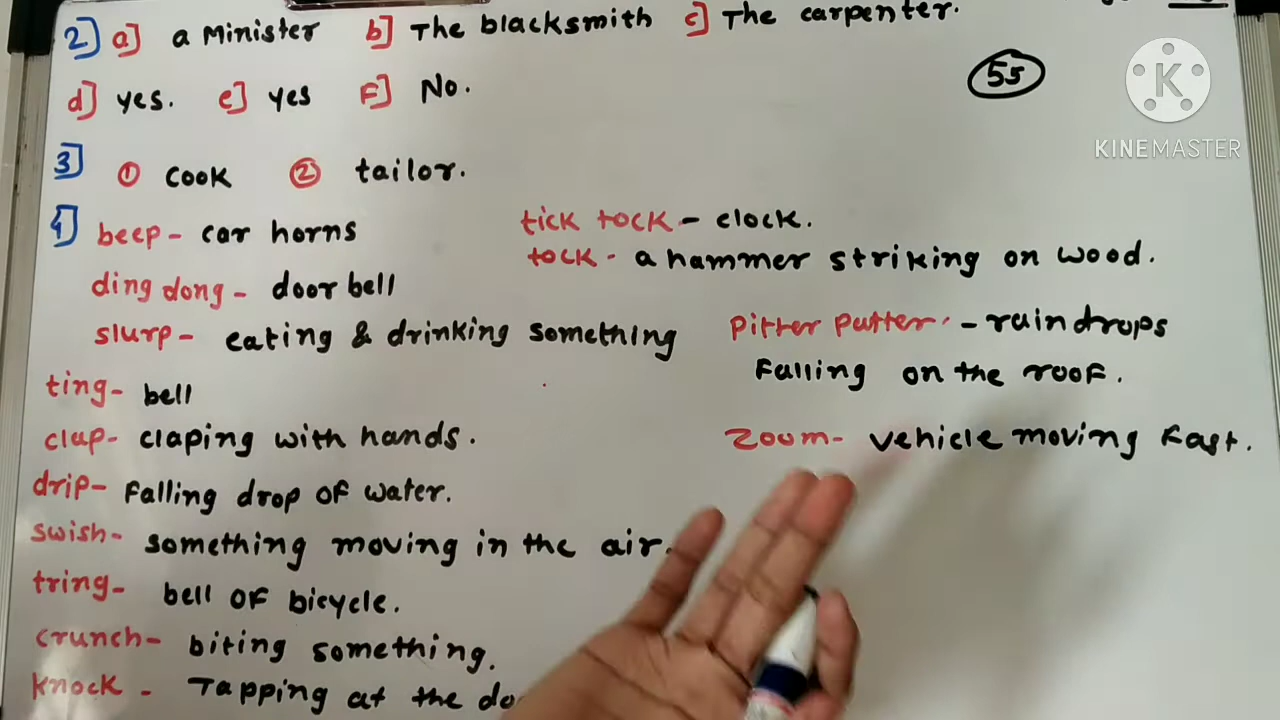 2] a] a Minister b] The blacksmith c] The carpenter.
d] yes. e] yes F] No.
55
K
KINEMASTER
3] ① cook ② tailor.
4] beep - car horns
ding dong - door bell
slurp - eating & drinking something
ting - bell
clap - claping with hands.
drip - Falling drop of water.
swish - something moving in the air.
tring - bell of bicycle.
crunch - biting something.
knock - Tapping at the
tick tock - clock.
tock - a hammer striking on wood.
Pitter Patter - raindrops
Falling on the roof.
Zoom - vehicle moving Fast.